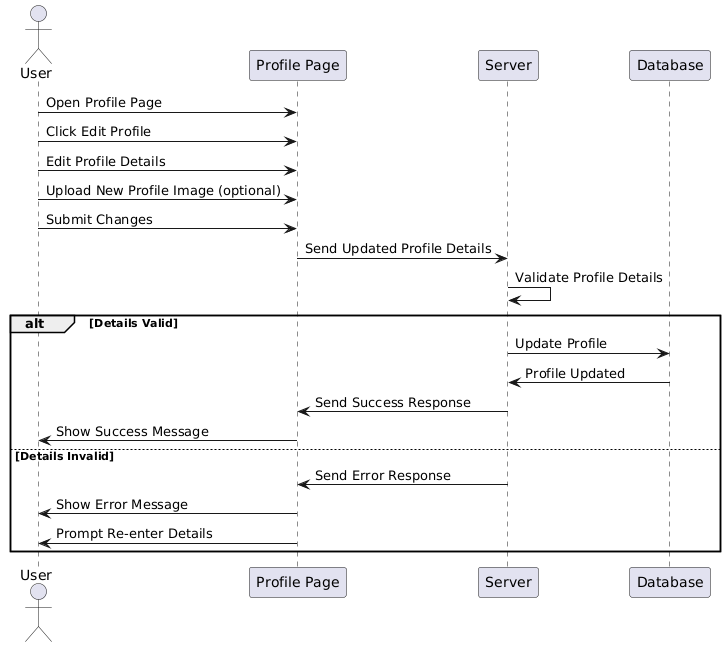 User
Profile Page
Server
Database
Open Profile Page
Click Edit Profile
Edit Profile Details
Upload New Profile Image (optional)
Submit Changes
Send Updated Profile Details
Validate Profile Details
alt
[Details Valid]
Update Profile
Profile Updated
Send Success Response
Show Success Message
[Details Invalid]
Send Error Response
Show Error Message
Prompt Re-enter Details
User
Profile Page
Server
Database